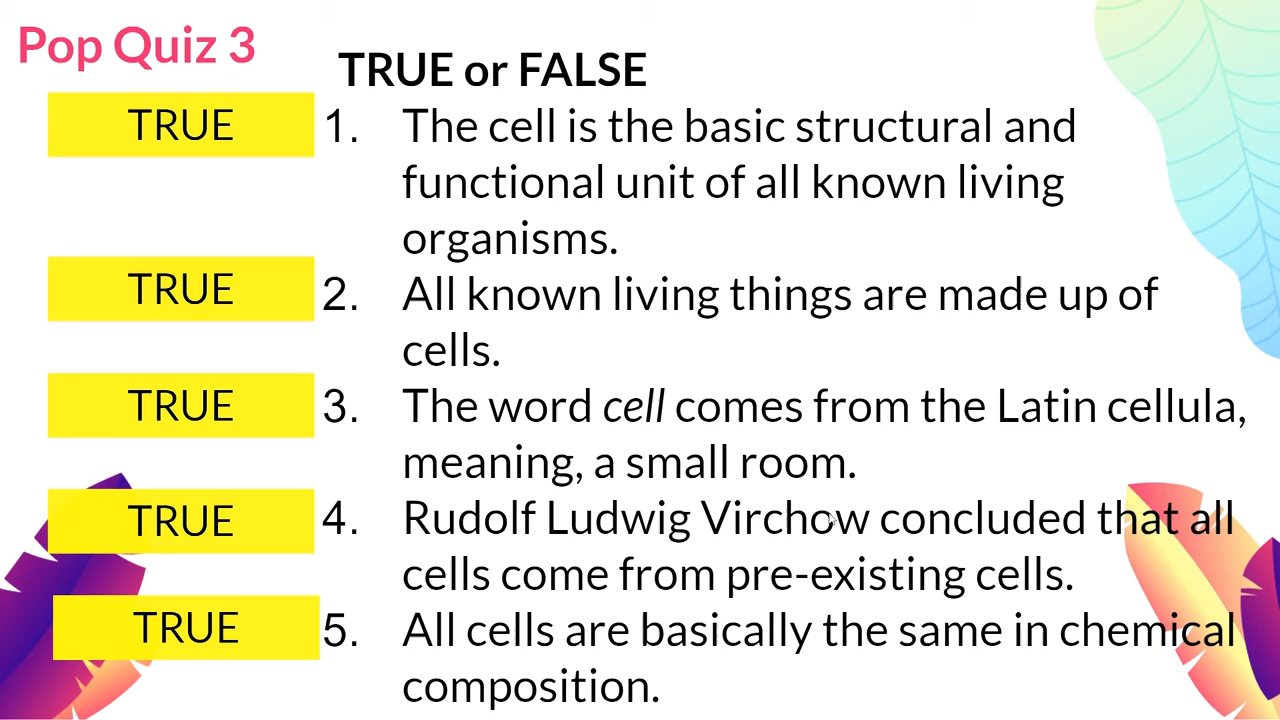 Pop Quiz 3
TRUE or FALSE
TRUE 1. The cell is the basic structural and
functional unit of all known living
organisms.
TRUE 2. All known living things are made up of
cells.
TRUE 3. The word cell comes from the Latin cellula,
meaning, a small room.
TRUE 4. Rudolf Ludwig Virchow concluded that all
cells come from pre-existing cells.
TRUE 5. All cells are basically the same in chemical
composition.